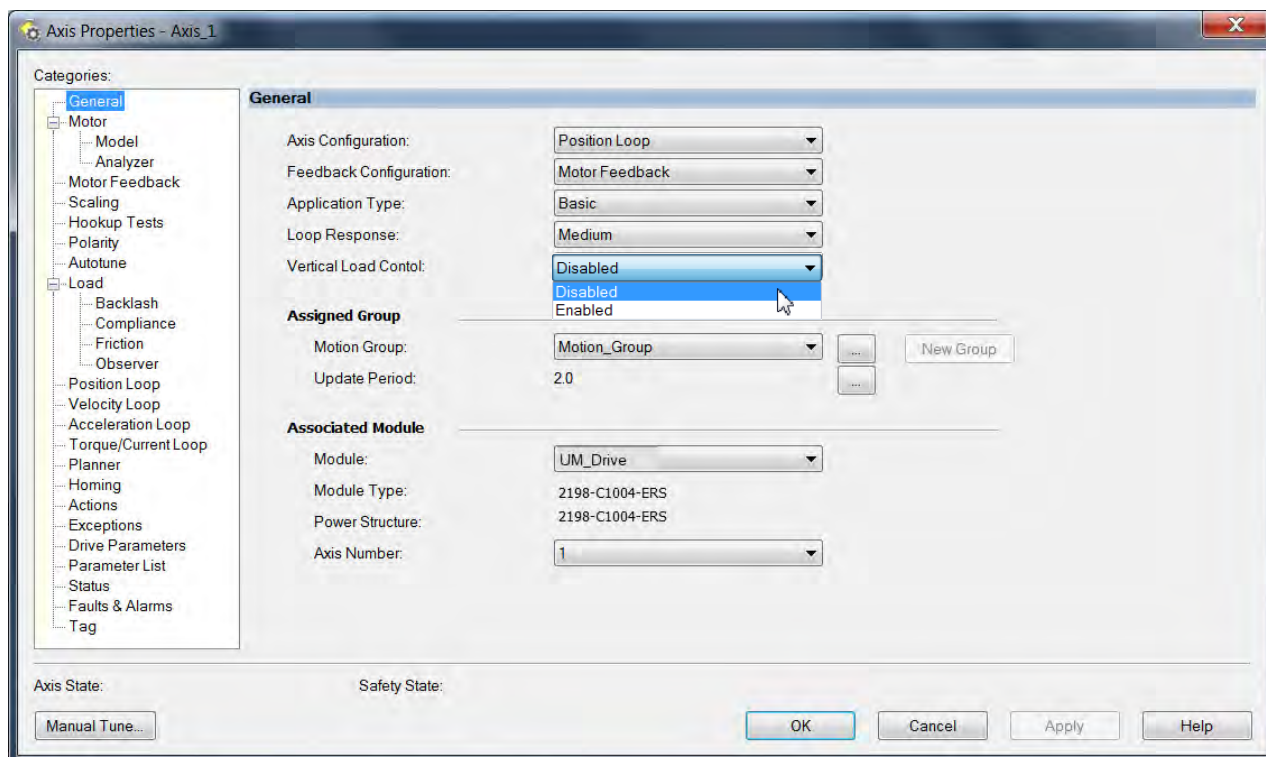 Axis Properties - Axis_1
X
Categories:
General
Motor
Model
Analyzer
Motor Feedback
Scaling
Hookup Tests
Polarity
Autotune
Load
Backlash
Compliance
Friction
Observer
Position Loop
Velocity Loop
Acceleration Loop
Torque/Current Loop
Planner
Homing
Actions
Exceptions
Drive Parameters
Parameter List
Status
Faults & Alarms
Tag
General
Axis Configuration: Position Loop
Feedback Configuration: Motor Feedback
Application Type: Basic
Loop Response: Medium
Vertical Load Contol: Disabled
Disabled
Enabled
Assigned Group
Motion Group: Motion_Group ... New Group
Update Period: 2.0 ...
Associated Module
Module: UM_Drive
Module Type: 2198-C1004-ERS
Power Structure: 2198-C1004-ERS
Axis Number: 1
Axis State: Safety State:
Manual Tune... OK Cancel Apply Help